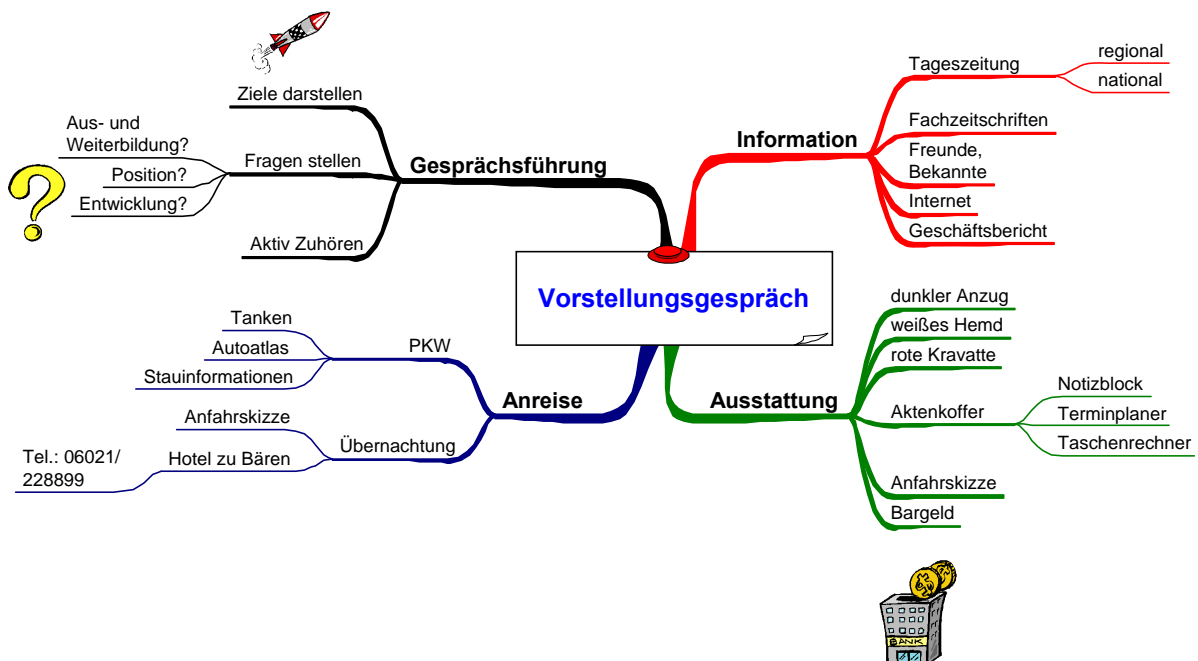 Vorstellungsgespräch
Gesprächsführung
Ziele darstellen
Fragen stellen
Aus- und
Weiterbildung?
Position?
Entwicklung?
Aktiv Zuhören
Information
Tageszeitung
regional
national
Fachzeitschriften
Freunde,
Bekannte
Internet
Geschäftsbericht
Anreise
PKW
Tanken
Autoatlas
Stauinformationen
Übernachtung
Anfahrskizze
Hotel zu Bären
Tel.: 06021/
228899
Ausstattung
dunkler Anzug
weißes Hemd
rote Kravatte
Aktenkoffer
Notizblock
Terminplaner
Taschenrechner
Anfahrskizze
Bargeld
BANK